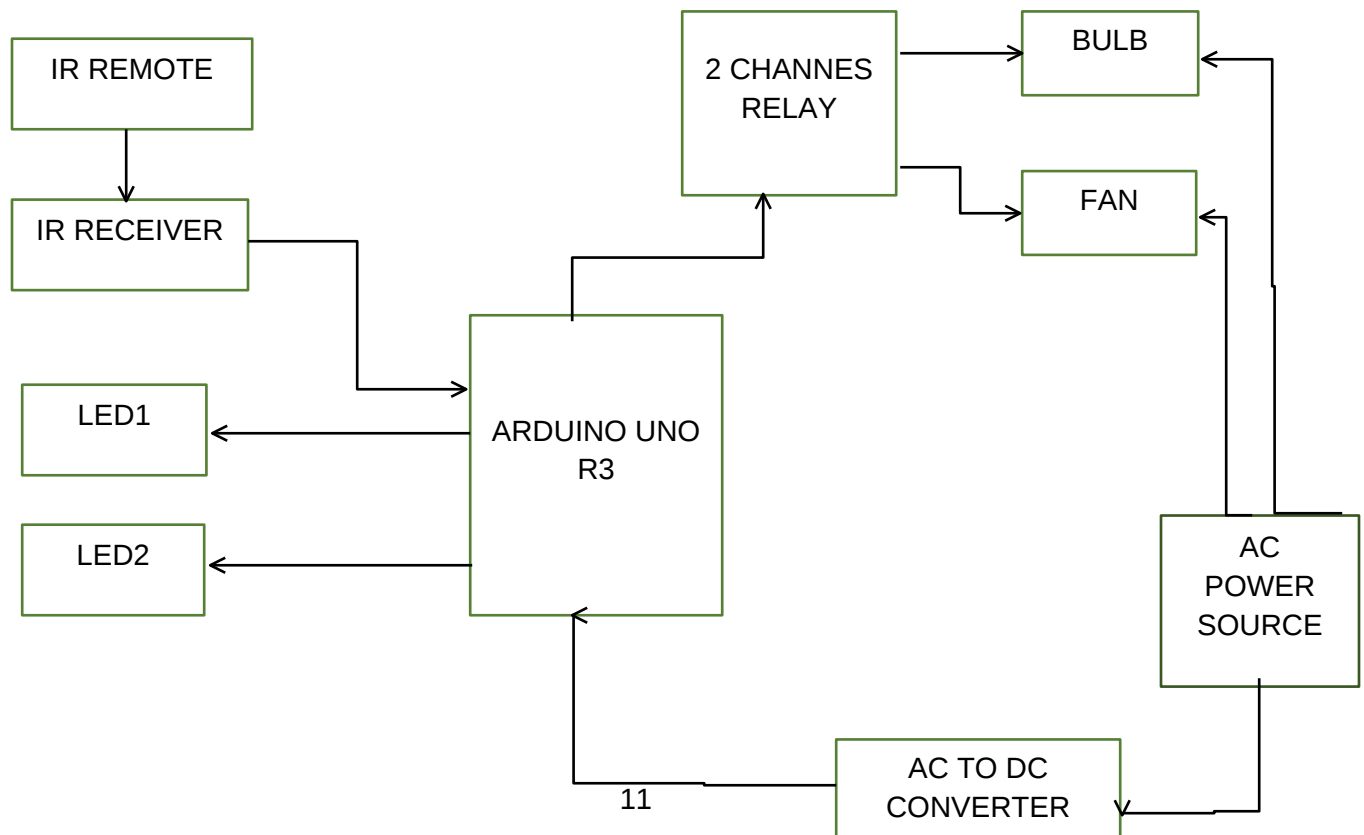 IR REMOTE
2 CHANNES
RELAY
BULB
IR RECEIVER
FAN
LED1
ARDUINO UNO
R3
LED2
AC
POWER
SOURCE
AC TO DC
CONVERTER
11